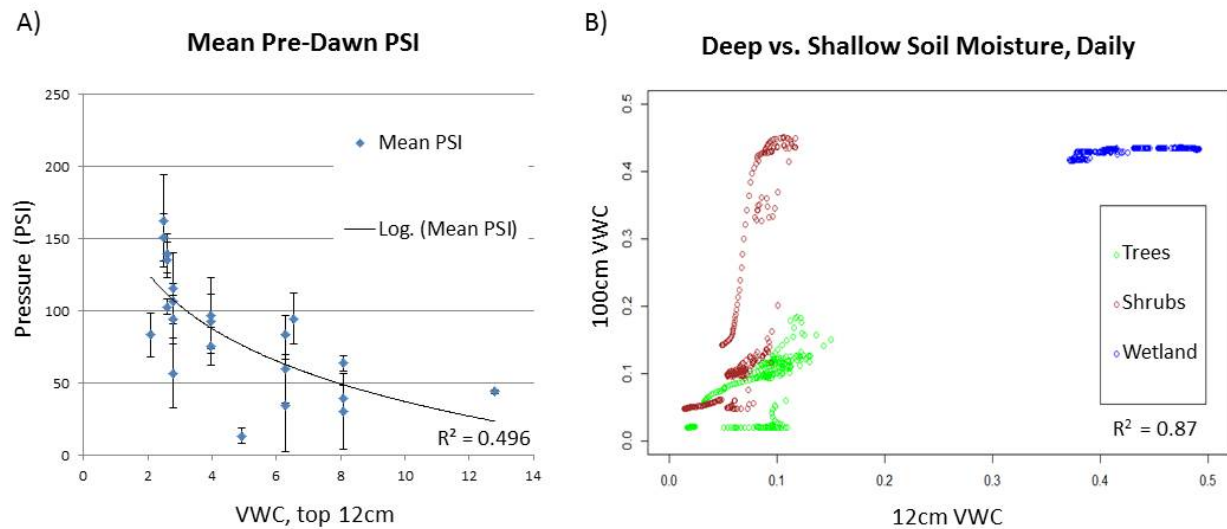 A)
Mean Pre-Dawn PSI
250
200
150
100
50
0
Pressure (PSI)
Mean PSI
Log. (Mean PSI)
R² = 0.496
0 2 4 6 8 10 12 14
VWC, top 12cm
B)
Deep vs. Shallow Soil Moisture, Daily
0.5
0.4
0.3
0.2
0.1
0.0
100cm VWC
Trees
Shrubs
Wetland
R² = 0.87
0.0 0.1 0.2 0.3 0.4 0.5
12cm VWC